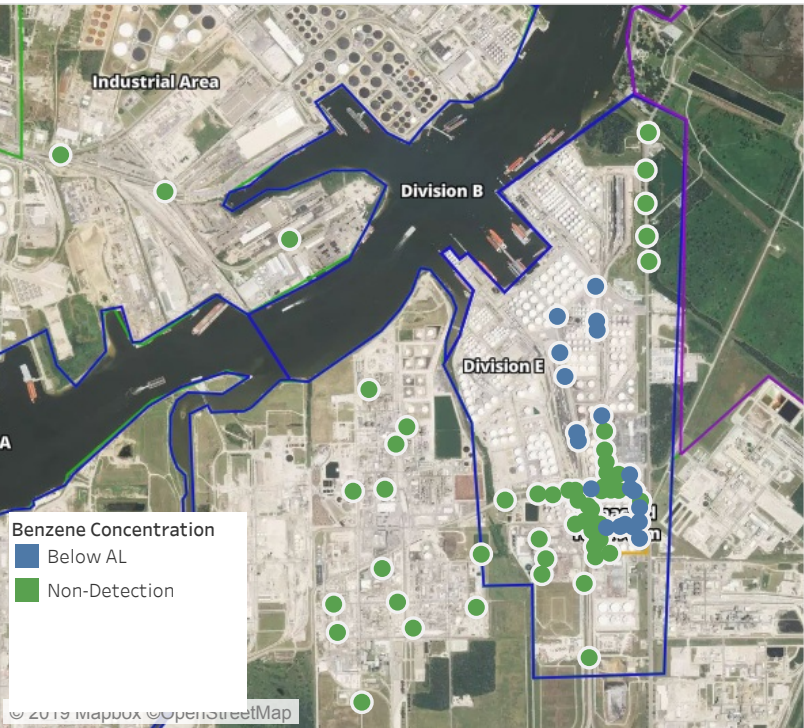 Industrial Area
Division B
Division E
A
Benzene Concentration
Below AL
Non-Detection
© 2019 Mapbox ©OpenStreetMap